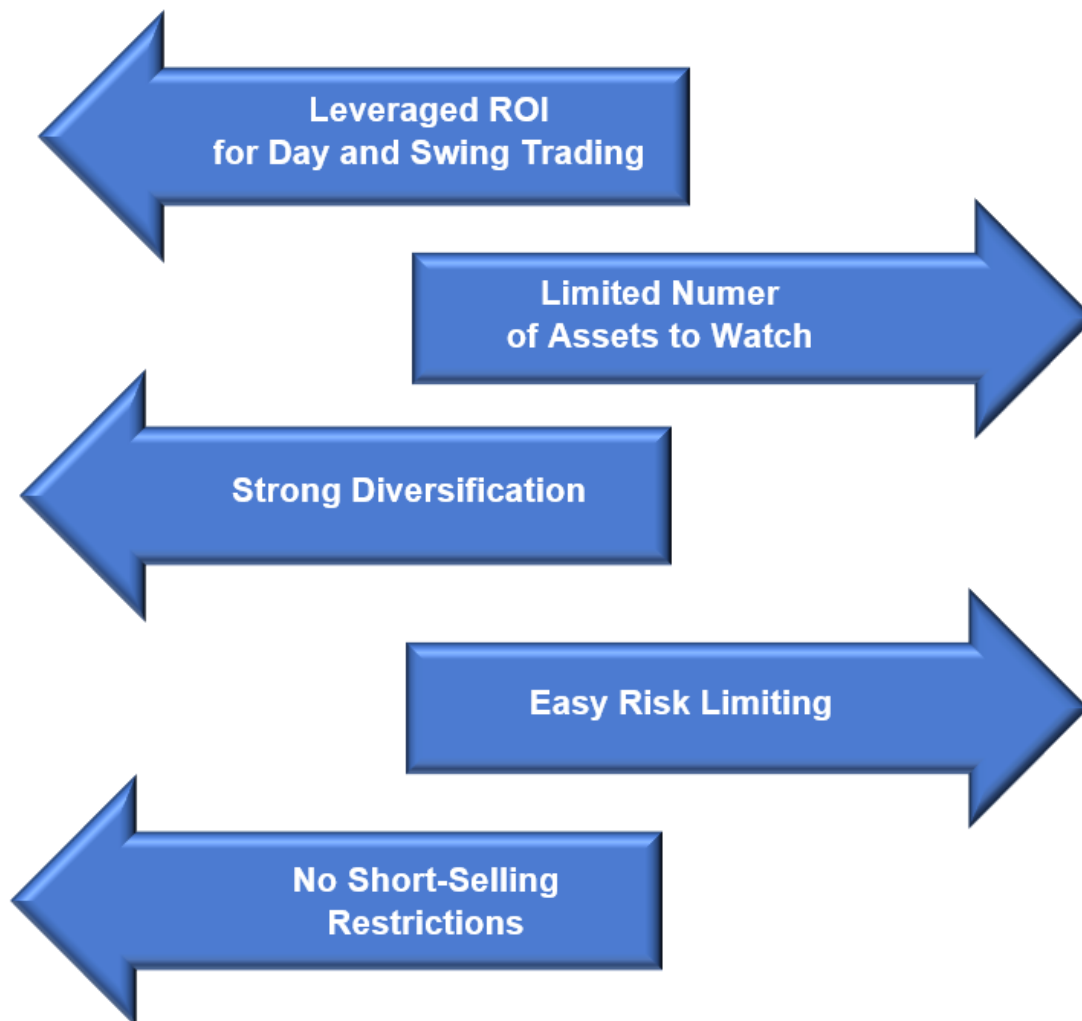 Leveraged ROI
for Day and Swing Trading
Limited Numer
of Assets to Watch
Strong Diversification
Easy Risk Limiting
No Short-Selling
Restrictions